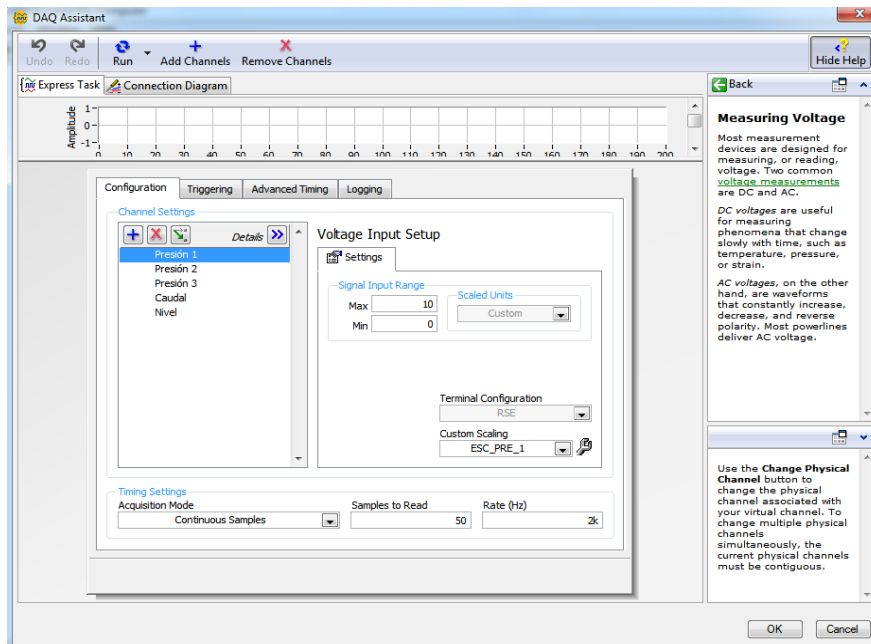 DAQ Assistant
Undo Redo Run Add Channels Remove Channels Hide Help
Express Task Connection Diagram
Amplitude
1
0
-1
0 10 20 30 40 50 60 70 80 90 100 110 120 130 140 150 160 170 180 190 200
Configuration Triggering Advanced Timing Logging
Channel Settings
Details
Presión 1
Presión 2
Presión 3
Caudal
Nivel
Voltage Input Setup
Settings
Signal Input Range
Max 10
Min 0
Scaled Units
Custom
Terminal Configuration
RSE
Custom Scaling
ESC_PRE_1
Timing Settings
Acquisition Mode Samples to Read Rate (Hz)
Continuous Samples 50 2k
Back
Measuring Voltage
Most measurement
devices are designed for
measuring, or reading,
voltage. Two common
voltage measurements
are DC and AC.
DC voltages are useful
for measuring
phenomena that change
slowly with time, such as
temperature, pressure,
or strain.
AC voltages, on the other
hand, are waveforms
that constantly increase,
decrease, and reverse
polarity. Most powerlines
deliver AC voltage.
Use the Change Physical
Channel button to
change the physical
channel associated with
your virtual channel. To
change multiple physical
channels
simultaneously, the
current physical channels
must be contiguous.
OK Cancel